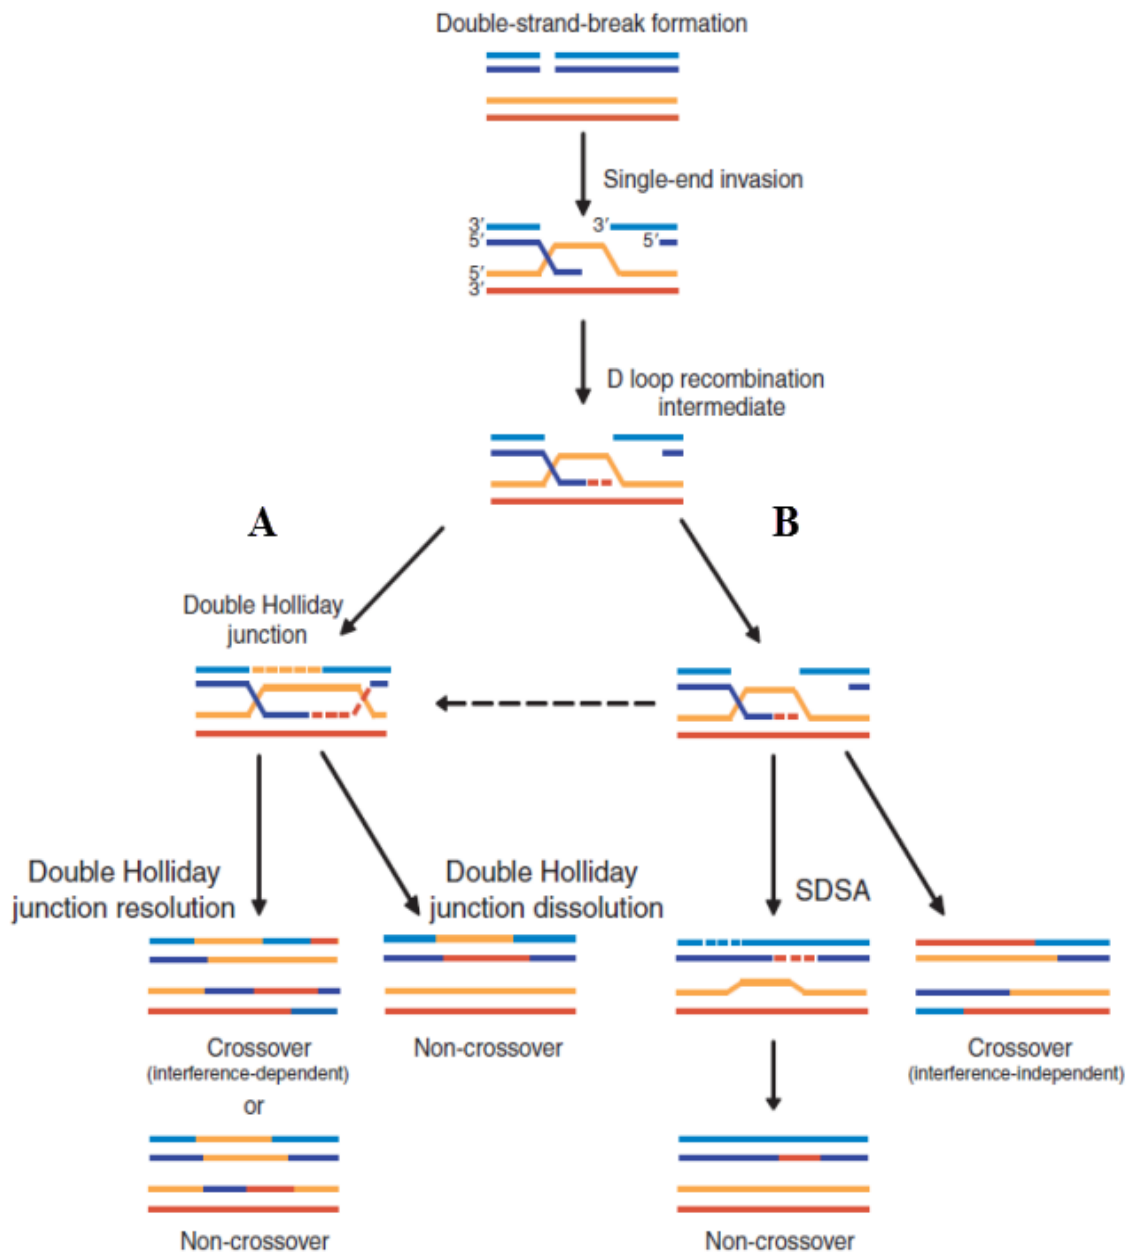 Double-strand-break formation
Single-end invasion
3′
3′
5′
5′
5′
3′
D loop recombination
intermediate
A
B
Double Holliday
junction
Double Holliday
junction resolution
Double Holliday
junction dissolution
SDSA
Crossover
(interference-dependent)
or
Non-crossover
Crossover
(interference-independent)
Non-crossover
Non-crossover